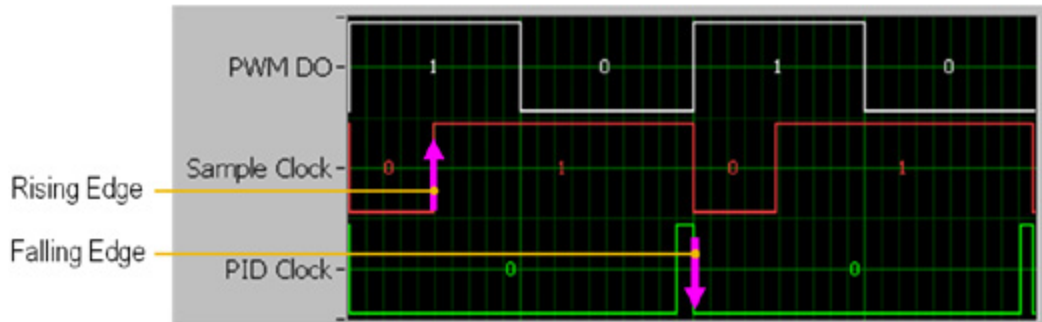 PWM DO
1 0 1 0
Sample Clock
0 1 0 1
Rising Edge
Falling Edge
PID Clock
0 0